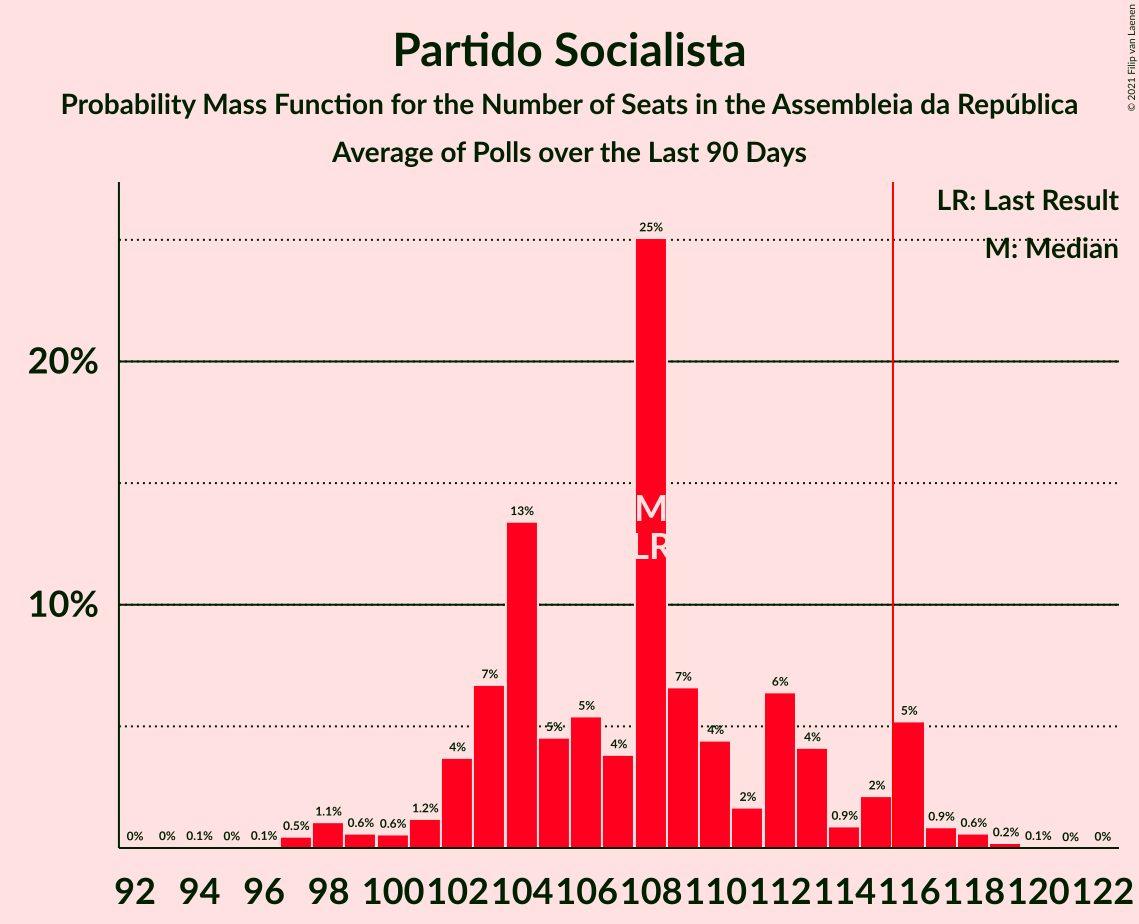 Partido Socialista
Probability Mass Function for the Number of Seats in the Assembleia da República
Average of Polls over the Last 90 Days
© 2021 Filip van Laenen
LR: Last Result
M: Median
20%
10%
0% 0% 0.1% 0% 0.1% 0.5% 1.1% 0.6% 0.6% 1.2% 4% 7% 13% 5% 5% 4% 25% 7% 4% 2% 6% 4% 0.9% 2% 5% 0.9% 0.6% 0.2% 0.1% 0% 0%
M
LR
92 94 96 98 100 102 104 106 108 110 112 114 116 118 120 122